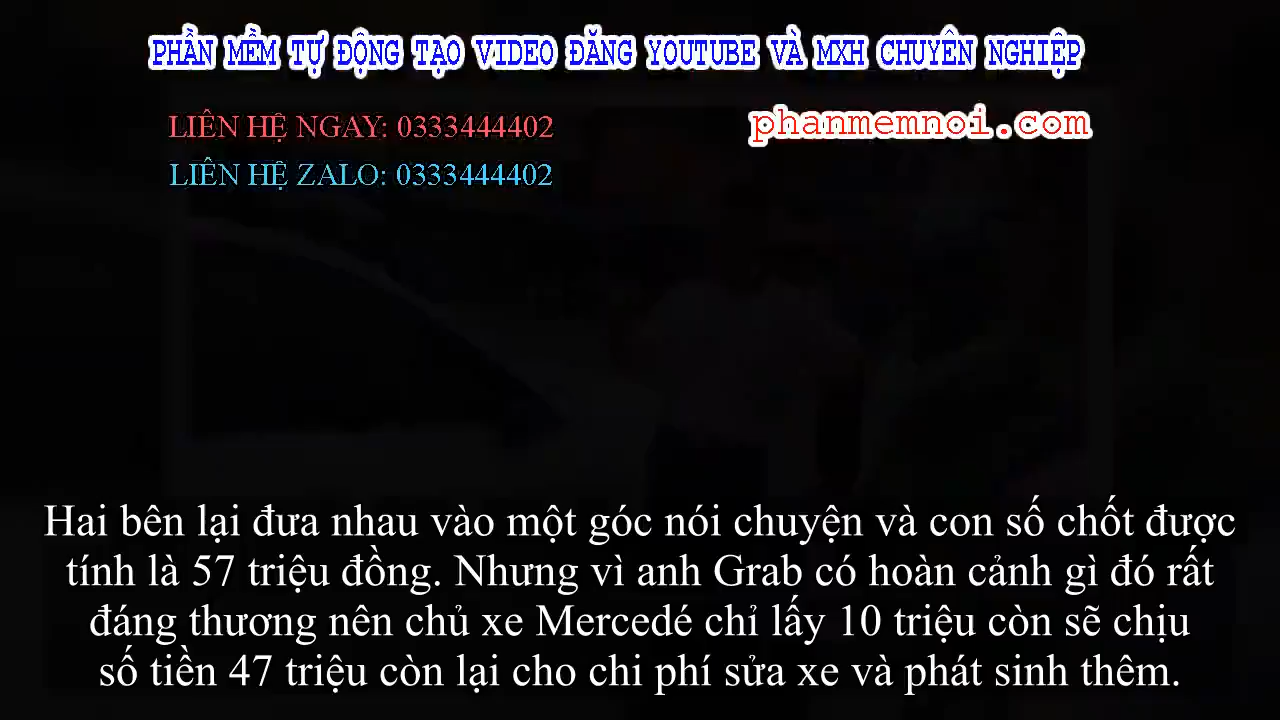 PHẦN MỀM TỰ ĐỘNG TẠO VIDEO ĐĂNG YOUTUBE VÀ MXH CHUYÊN NGHIỆP
LIÊN HỆ NGAY: 0333444402
phanmemnoi.com
LIÊN HỆ ZALO: 0333444402
Hai bên lại đưa nhau vào một góc nói chuyện và con số chốt được
tính là 57 triệu đồng. Nhưng vì anh Grab có hoàn cảnh gì đó rất
đáng thương nên chủ xe Mercedé chỉ lấy 10 triệu còn sẽ chịu
số tiền 47 triệu còn lại cho chi phí sửa xe và phát sinh thêm.